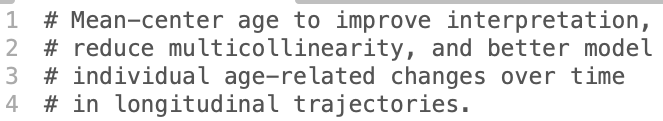 1 # Mean-center age to improve interpretation,
2 # reduce multicollinearity, and better model
3 # individual age-related changes over time
4 # in longitudinal trajectories.